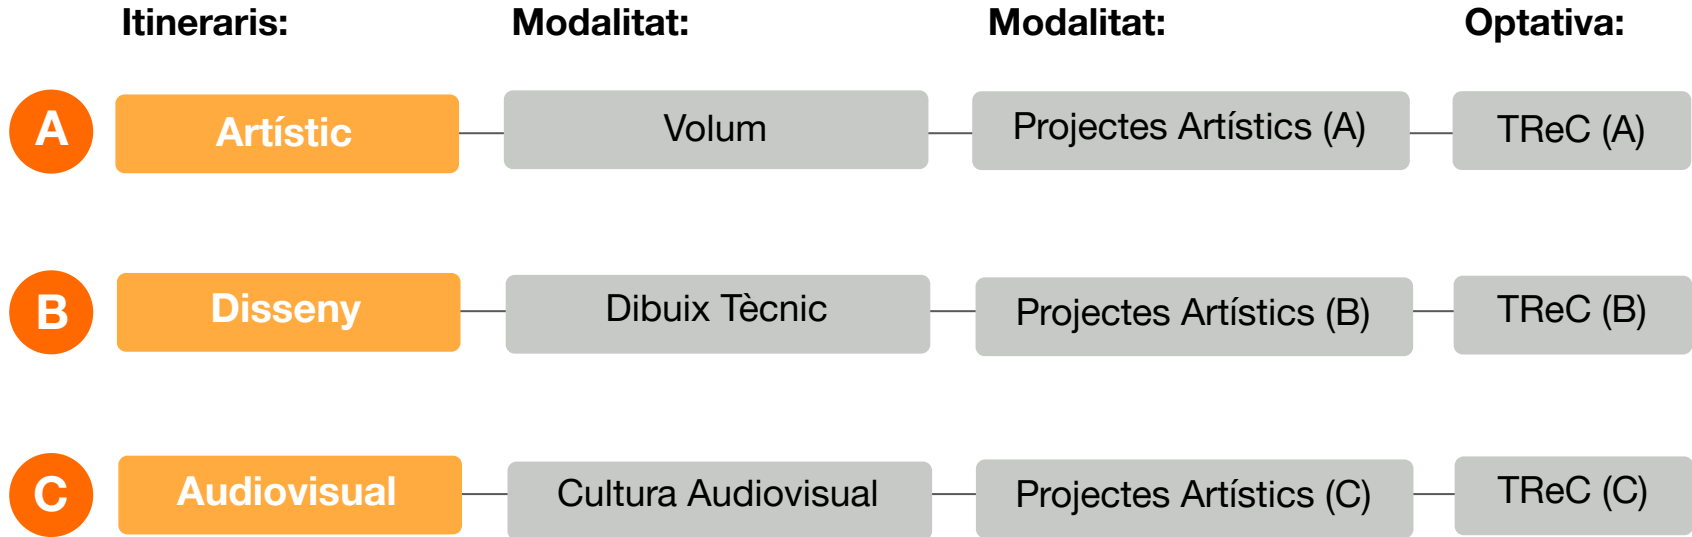 Itineraris: Modalitat: Modalitat: Optativa:
A Artístic Volum Projectes Artístics (A) TReC (A)
B Disseny Dibuix Tècnic Projectes Artístics (B) TReC (B)
C Audiovisual Cultura Audiovisual Projectes Artístics (C) TReC (C)